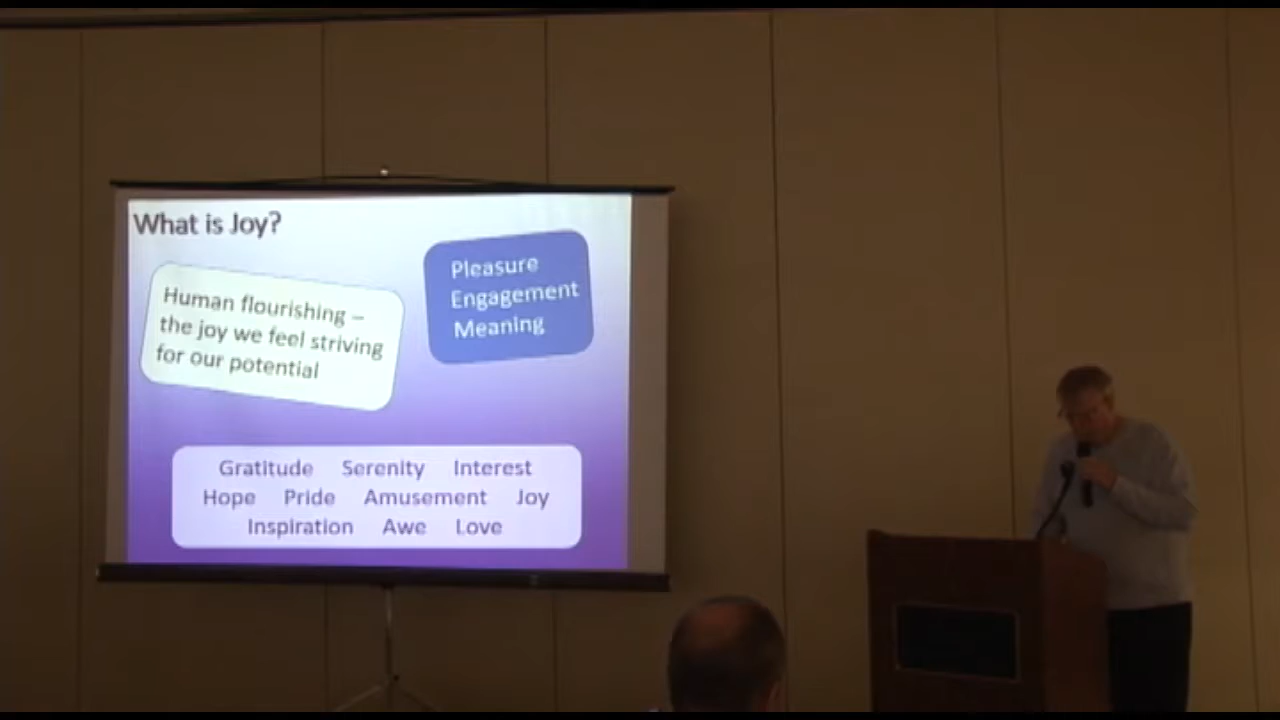 What is Joy?
Human flourishing –
the joy we feel striving
for our potential
Pleasure
Engagement
Meaning
Gratitude Serenity Interest
Hope Pride Amusement Joy
Inspiration Awe Love